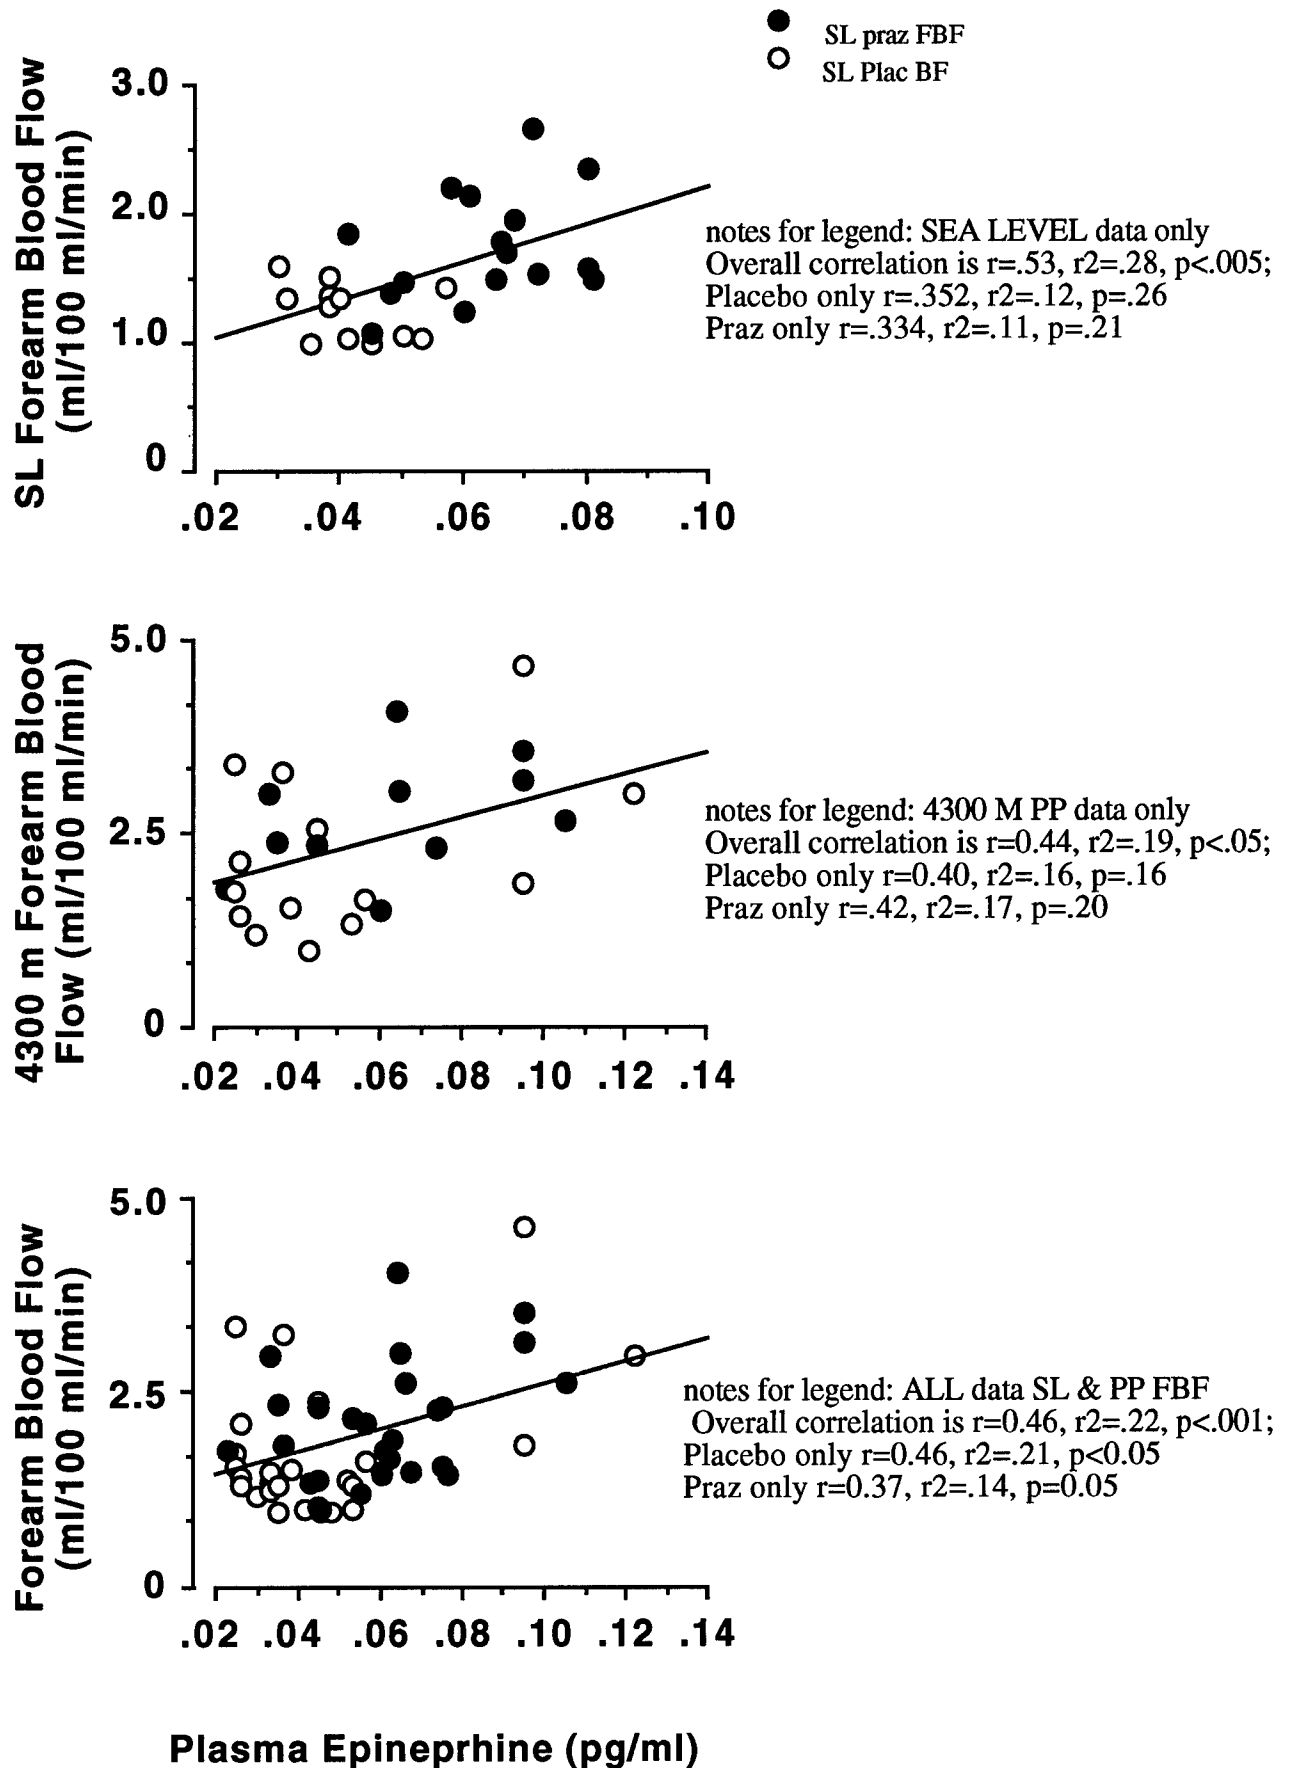 SL praz FBF
SL Plac BF
SL Forearm Blood Flow
(ml/100 ml/min)
3.0
2.0
1.0
0
.02 .04 .06 .08 .10
notes for legend: SEA LEVEL data only
Overall correlation is r=.53, r2=.28, p<.005;
Placebo only r=.352, r2=.12, p=.26
Praz only r=.334, r2=.11, p=.21
4300 m Forearm Blood
Flow (ml/100 ml/min)
5.0
2.5
0
.02 .04 .06 .08 .10 .12 .14
notes for legend: 4300 M PP data only
Overall correlation is r=0.44, r2=.19, p<.05;
Placebo only r=0.40, r2=.16, p=.16
Praz only r=.42, r2=.17, p=.20
Forearm Blood Flow
(ml/100 ml/min)
5.0
2.5
0
.02 .04 .06 .08 .10 .12 .14
notes for legend: ALL data SL & PP FBF
Overall correlation is r=0.46, r2=.22, p<.001;
Placebo only r=0.46, r2=.21, p<0.05
Praz only r=0.37, r2=.14, p=0.05
Plasma Epineprhine (pg/ml)